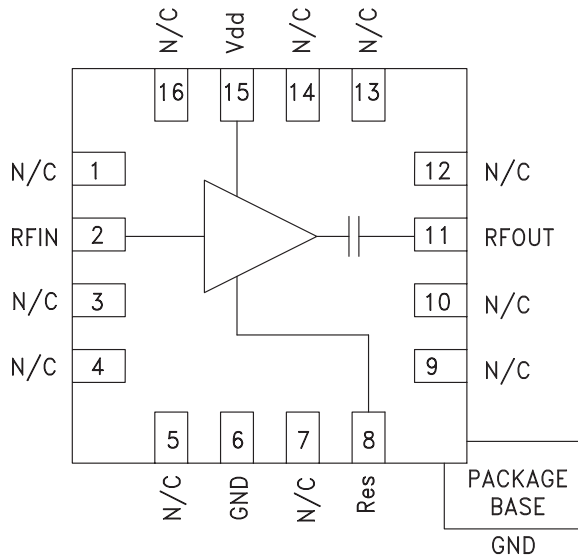 N/C
Vdd
N/C
N/C
16
15
14
13
N/C
1
12
N/C
RFIN
2
11
RFOUT
N/C
3
10
N/C
N/C
4
9
N/C
5
6
7
8
N/C
GND
N/C
Res
PACKAGE
BASE
GND